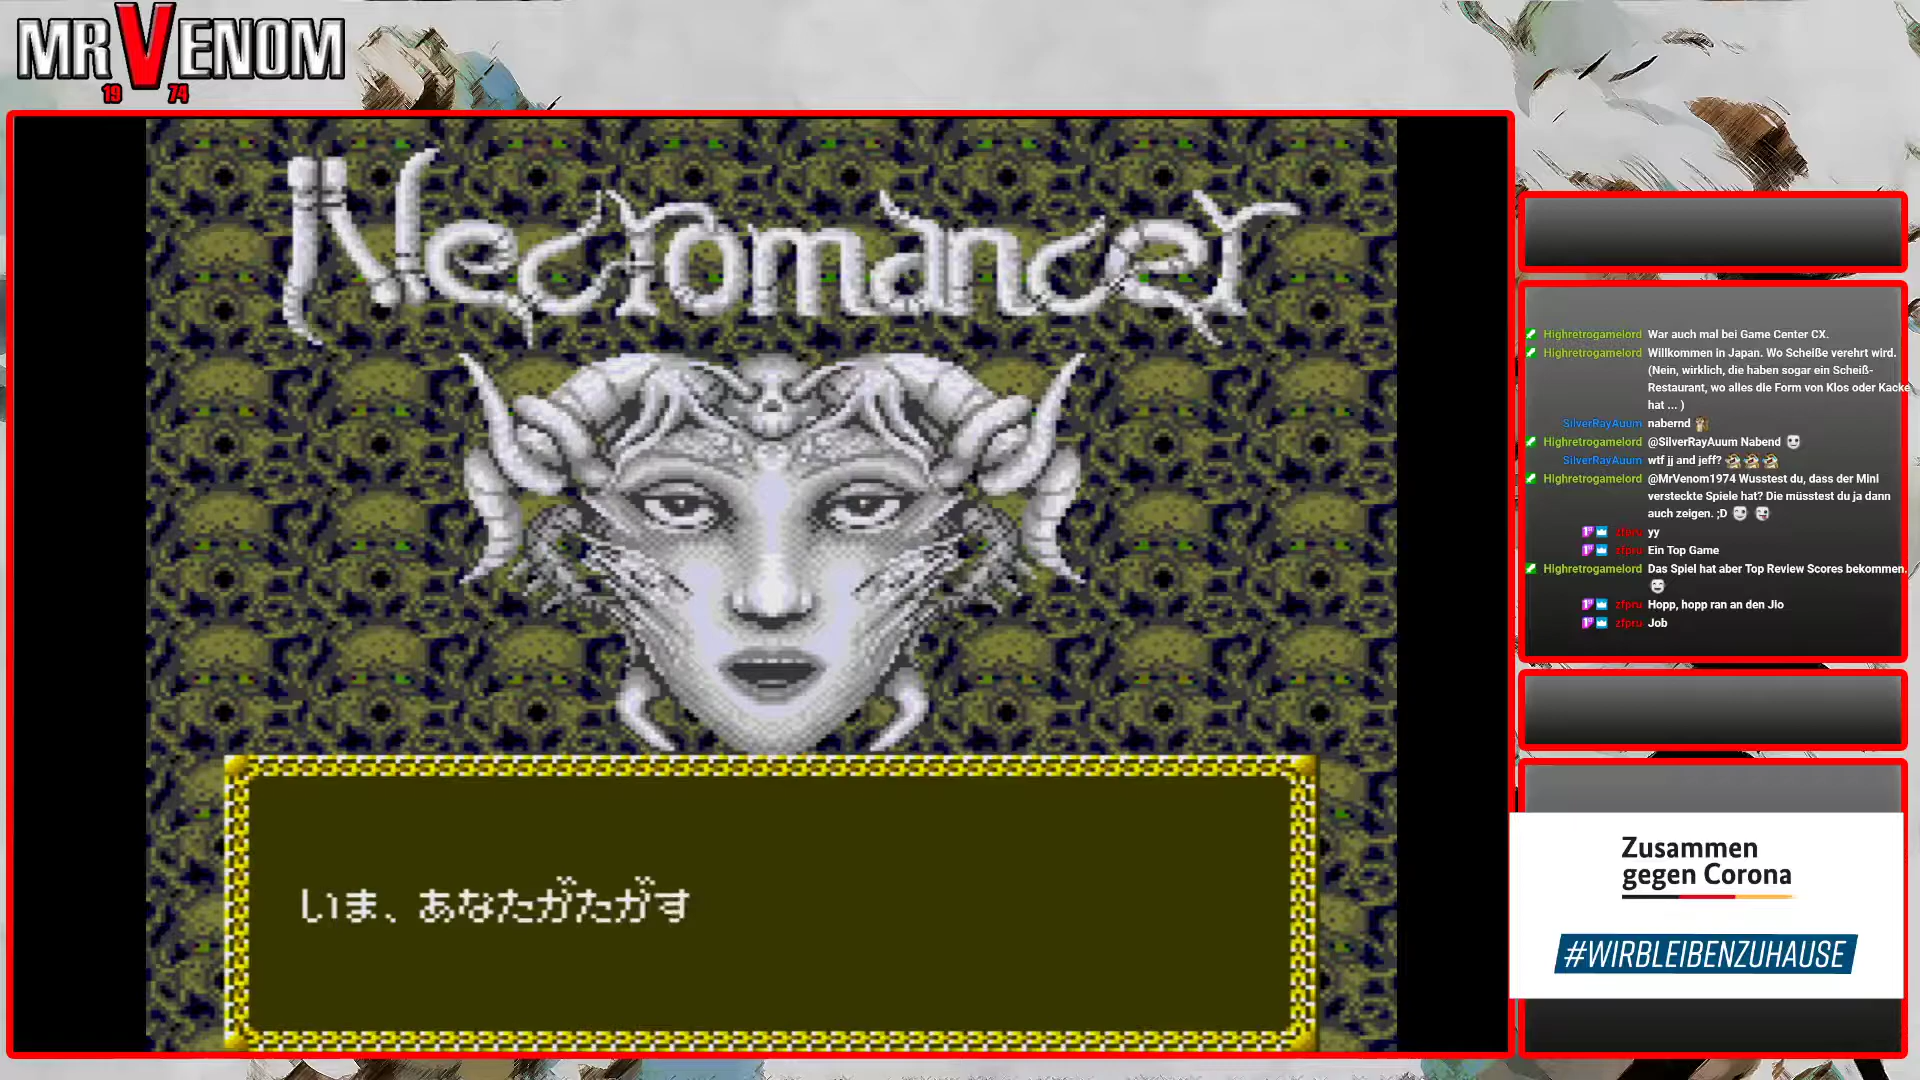 MRVENOM
19 74
Necromancer
しいま、あなたがたがす
Highretrogamelord War auch mal bei Game Center CX.
Highretrogamelord Willkommen in Japan. Wo Scheiße verehrt wird.
(Nein, wirklich, die haben sogar ein Scheiß-
Restaurant, wo alles die Form von Klos oder Kacke
hat ... )
SilverRayAuum nabernd
Highretrogamelord @SilverRayAuum Nabend
SilverRayAuum wtf jj and jeff?
Highretrogamelord @MrVenom1974 Wusstest du, dass der Mini
versteckte Spiele hat? Die müsstest du ja dann
auch zeigen. ;D
zfpru yy
zfpru Ein Top Game
Highretrogamelord Das Spiel hat aber Top Review Scores bekommen.
zfpru Hopp, hopp ran an den Jio
zfpru Job
Zusammen
gegen Corona
#WIRBLEIBENZUHAUSE